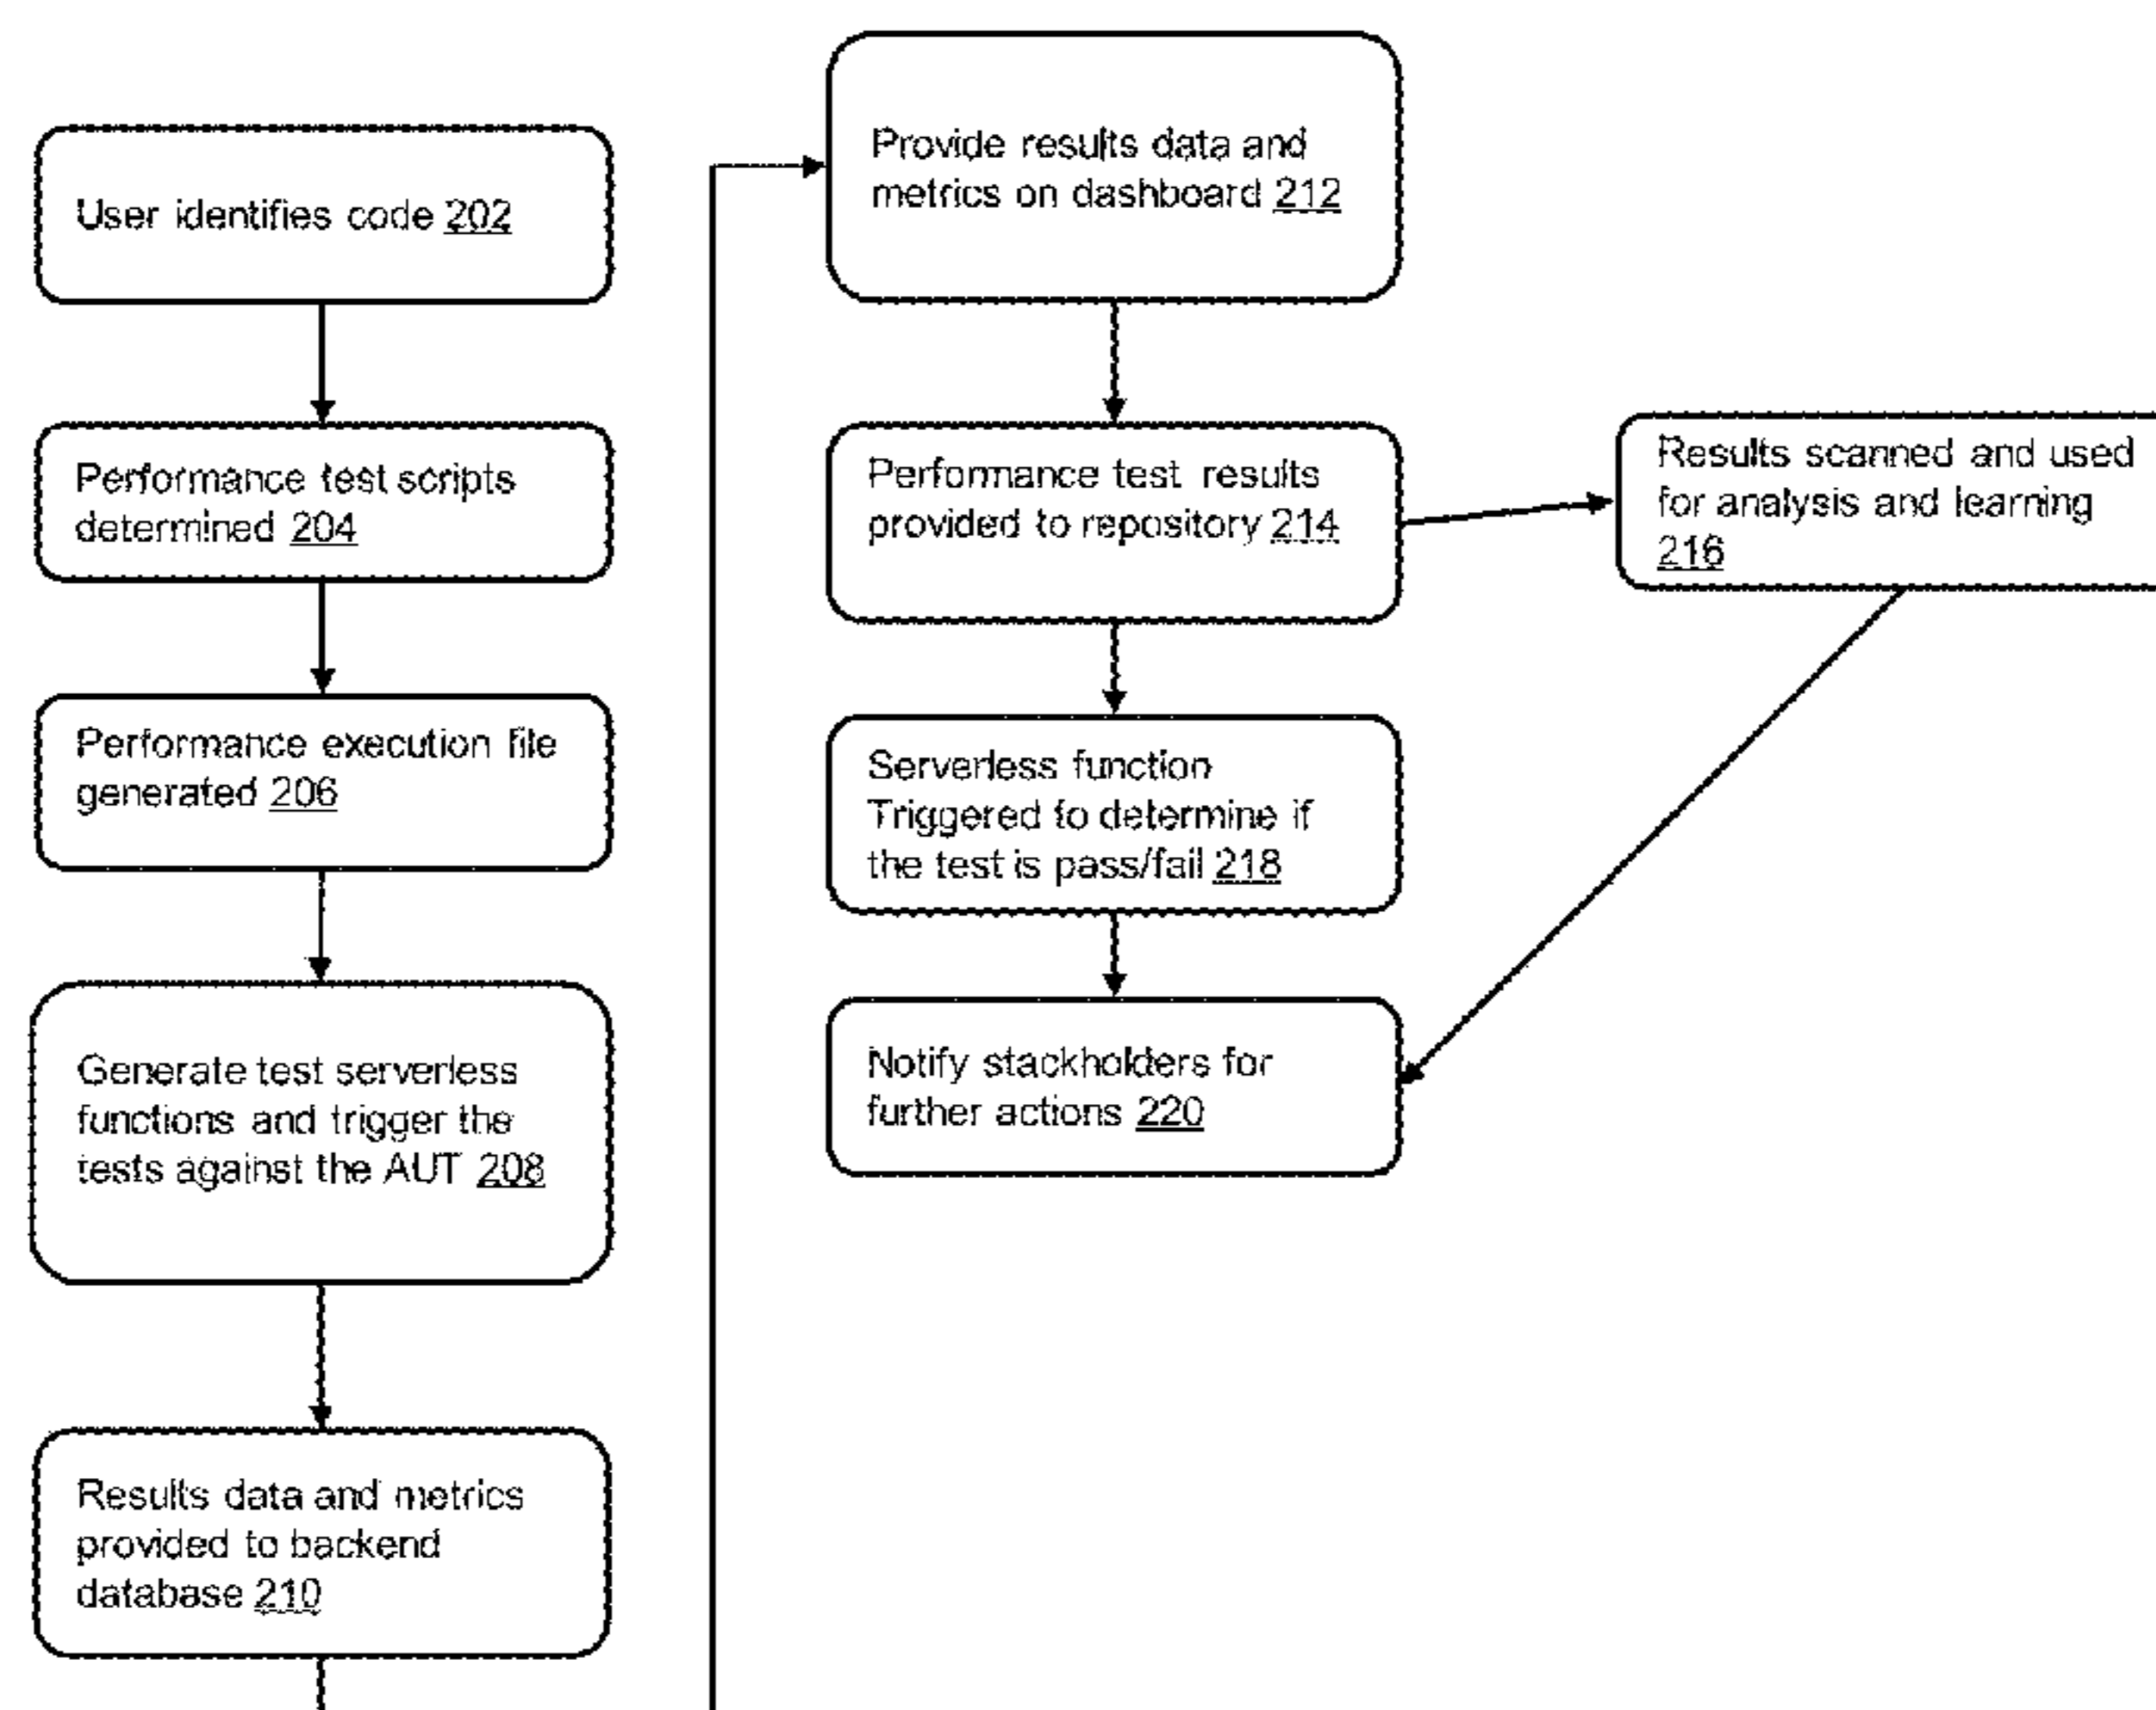 User identifies code 202
Performance test scripts
determined 204
Performance execution file
generated 206
Generate test serverless
functions and trigger the
tests against the AUT 208
Results data and metrics
provided to backend
database 210
Provide results data and
metrics on dashboard 212
Performance test results
provided to repository 214
Results scanned and used
for analysis and learning
216
Serverless function
Triggered to determine if
the test is pass/fail 218
Notify stackholders for
further actions 220